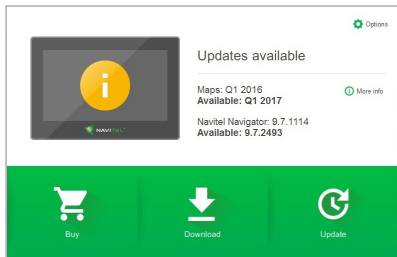 Options
Updates available
Maps: Q1 2016
Available: Q1 2017
More info
Navitel Navigator: 9.7.1114
Available: 9.7.2493
i
NAVITEL
Buy
Download
Update